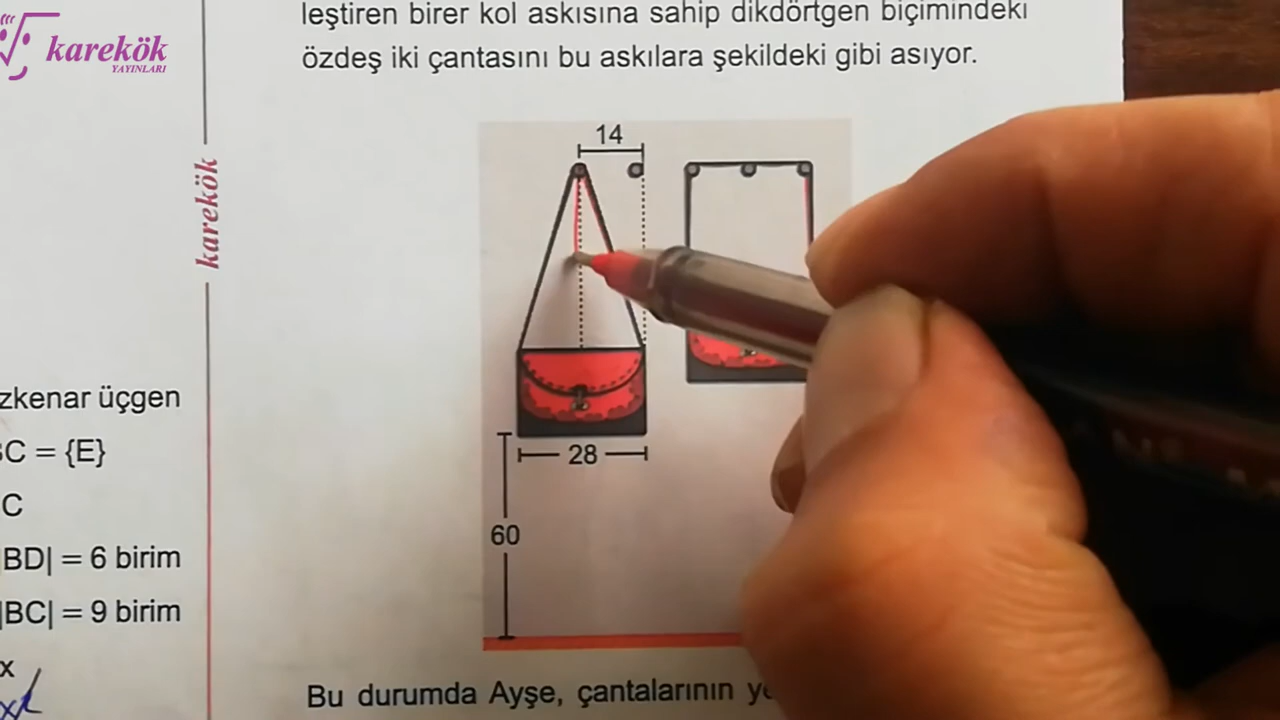 karekök
YAYINLARI
leştiren birer kol askısına sahip dikdörtgen biçimindeki
özdeş iki çantasını bu askılara şekildeki gibi asıyor.
karekök
14
28
60
zkenar üçgen
C = {E}
C
|BD| = 6 birim
|BC| = 9 birim
x
Bu durumda Ayşe, çantalarının